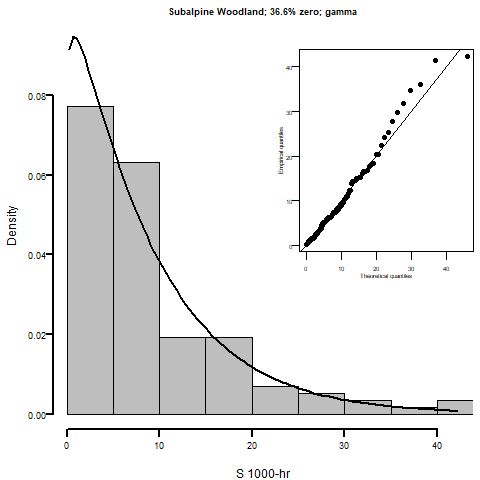 Subalpine Woodland; 36.6% zero; gamma
Density
0.08
0.06
0.04
0.02
0.00
0 10 20 30 40
S 1000-hr
Empirical quantiles
40
30
20
10
0
0 10 20 30 40
Theoretical quantiles